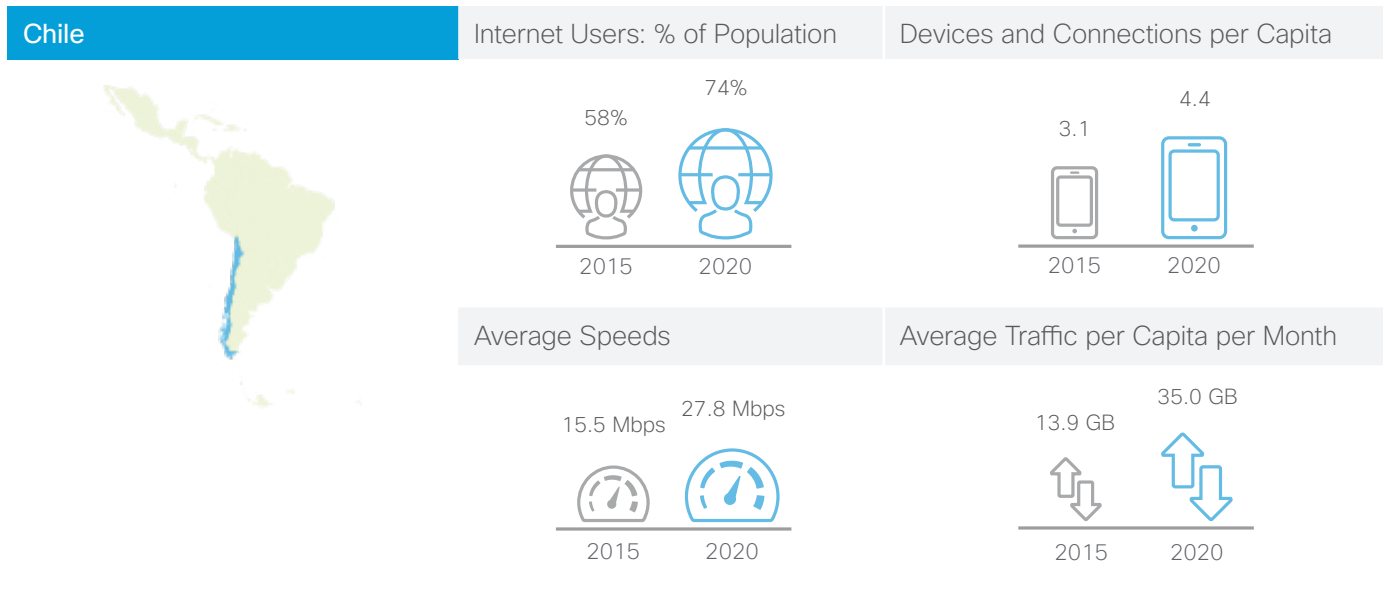 Chile
Internet Users: % of Population
58%
74%
2015
2020
Devices and Connections per Capita
3.1
4.4
2015
2020
Average Speeds
15.5 Mbps
27.8 Mbps
2015
2020
Average Traffic per Capita per Month
13.9 GB
35.0 GB
2015
2020